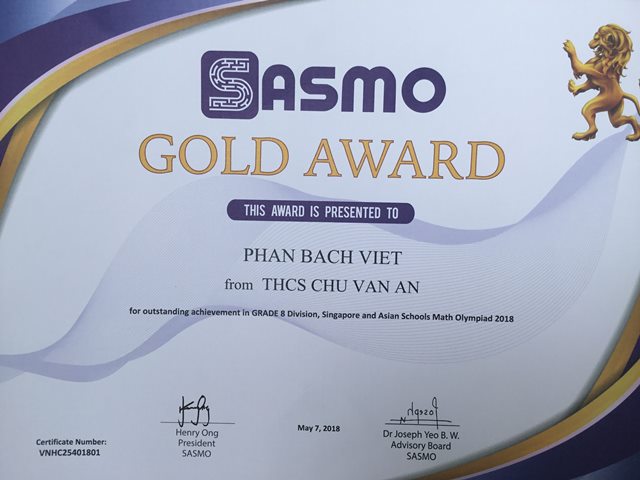 SASMO
GOLD AWARD
THIS AWARD IS PRESENTED TO
PHAN BACH VIET
from THCS CHU VAN AN
for outstanding achievement in GRADE 8 Division, Singapore and Asian Schools Math Olympiad 2018
Henry Ong
President
SASMO
May 7, 2018
Dr Joseph Yeo B. W.
Advisory Board
SASMO
Certificate Number:
VNHC25401801